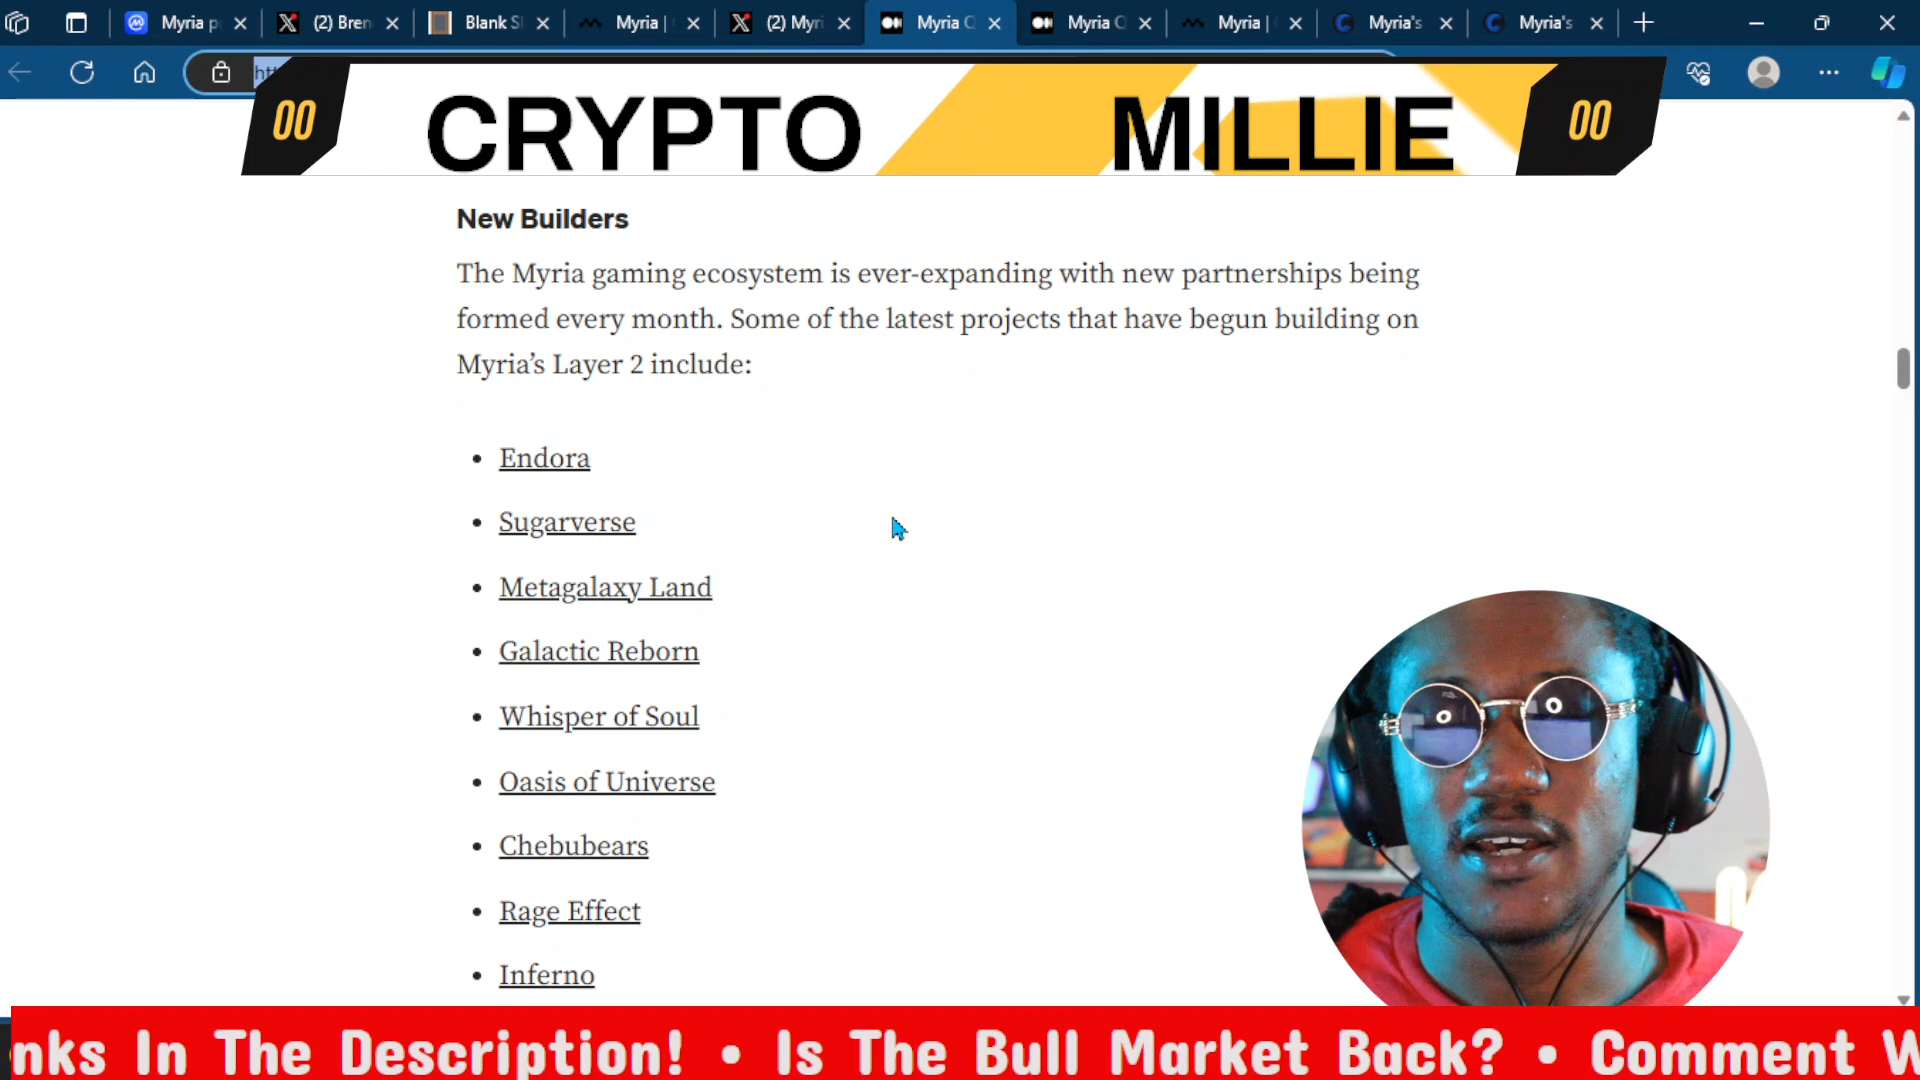 Myria p
(2) Bren
Blank S
Myria |
(2) Myri
Myria Q
Myria Q
Myria |
Myria's
Myria's
00
CRYPTO MILLIE
00
New Builders
The Myria gaming ecosystem is ever-expanding with new partnerships being
formed every month. Some of the latest projects that have begun building on
Myria’s Layer 2 include:
• Endora
• Sugarverse
• Metagalaxy Land
• Galactic Reborn
• Whisper of Soul
• Oasis of Universe
• Chebubears
• Rage Effect
• Inferno
nks In The Description! • Is The Bull Market Back? • Comment W